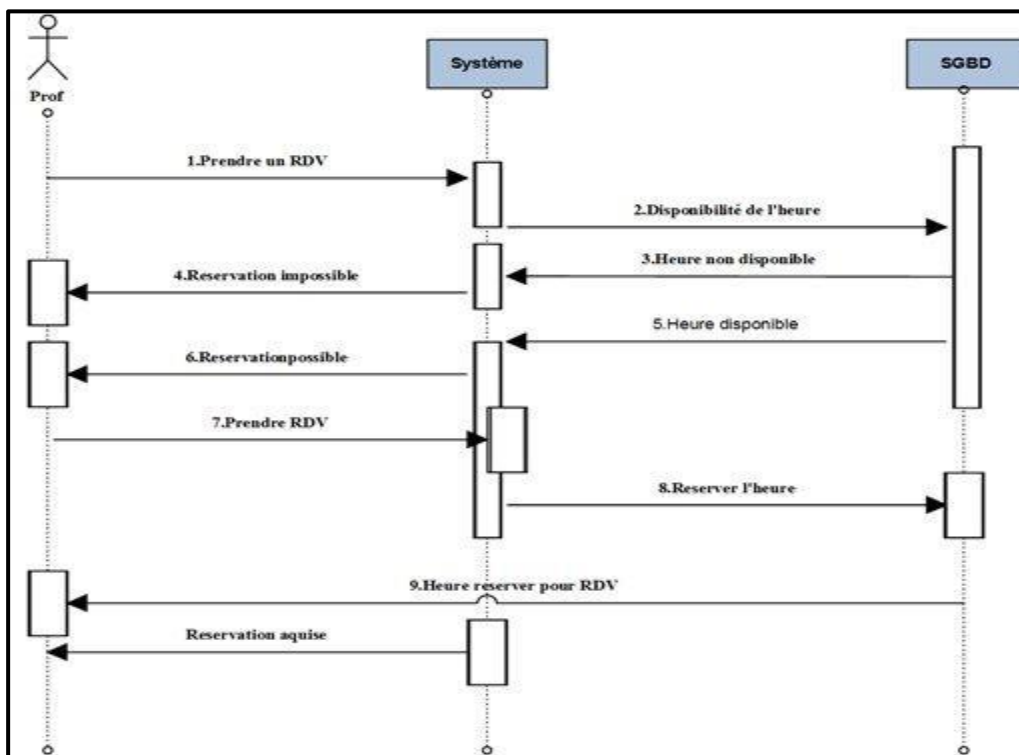 Prof
Système
SGBD
1.Prendre un RDV
2.Disponibilité de l'heure
3.Heure non disponible
4.Reservation impossible
5.Heure disponible
6.Reservationpossible
7.Prendre RDV
8.Reserver l'heure
9.Heure reserver pour RDV
Reservation aquise